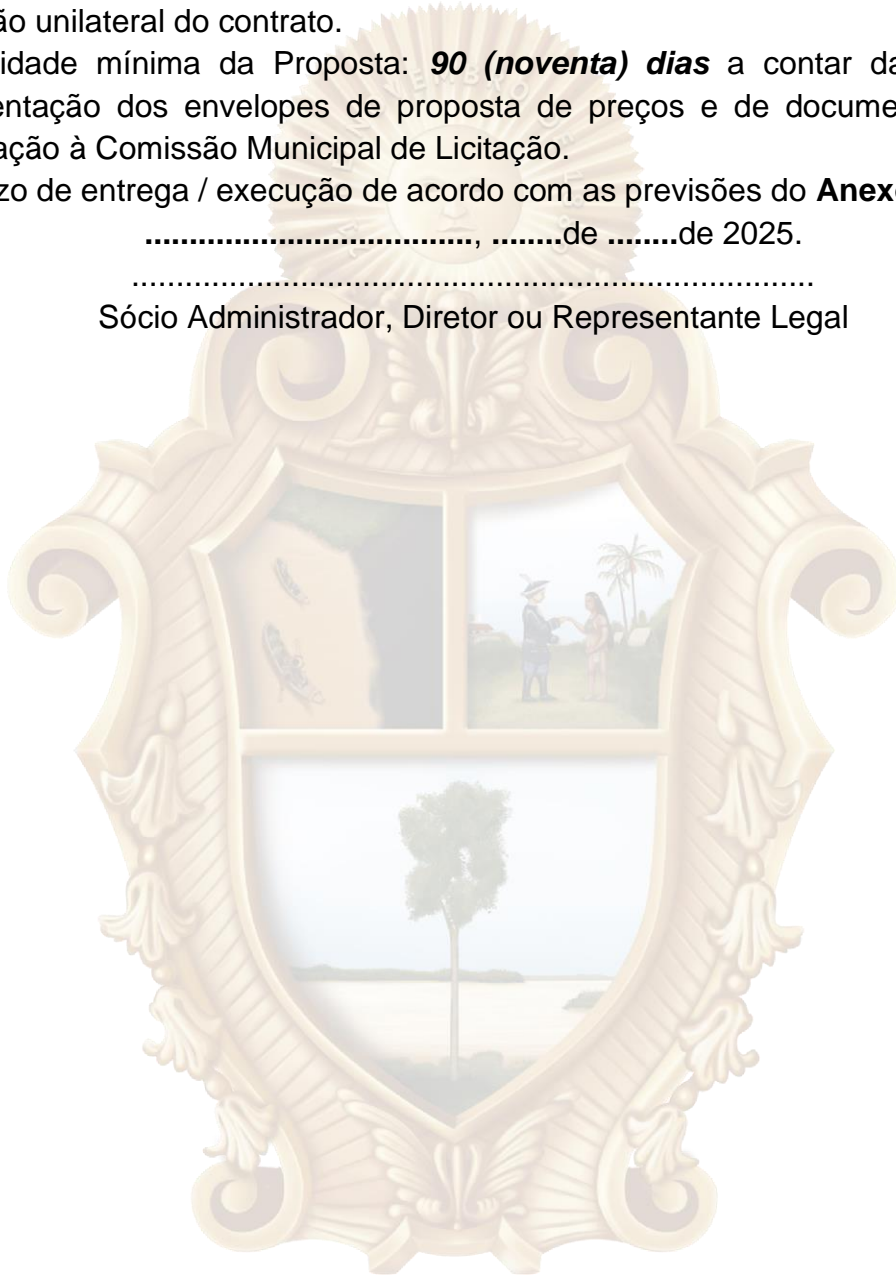 ão unilateral do contrato.
idade mínima da Proposta: 90 (noventa) dias a contar da
entação dos envelopes de proposta de preços e de docume
ação à Comissão Municipal de Licitação.
zo de entrega / execução de acordo com as previsões do Anex
....................................., ........de ........de 2025.
............................................................................
Sócio Administrador, Diretor ou Representante Legal